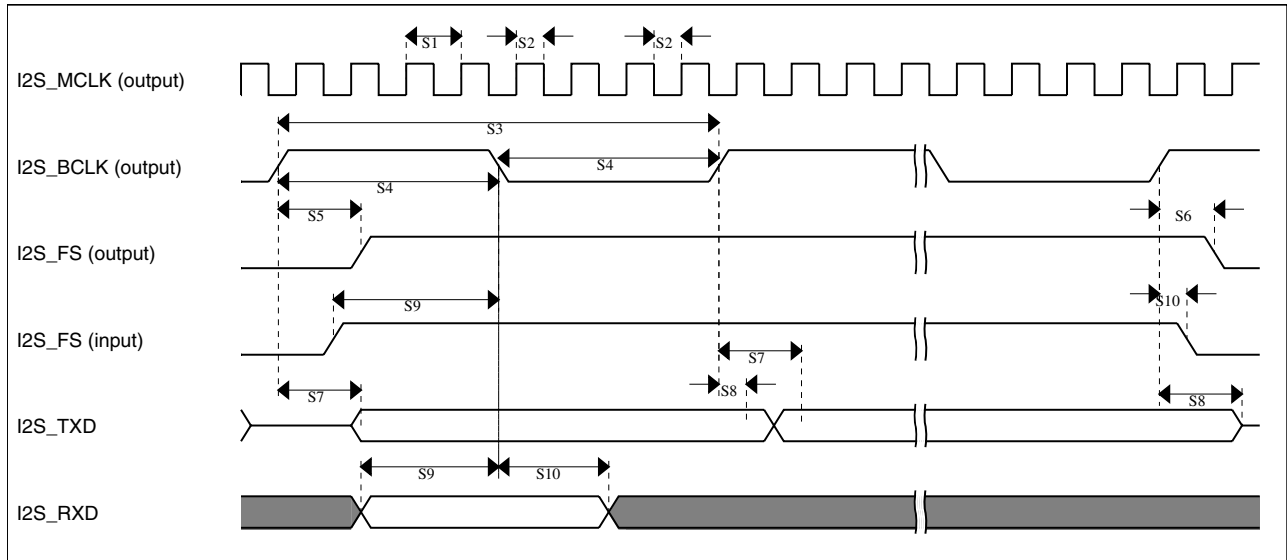 S1
S2
S2
I2S_MCLK (output)
S3
I2S_BCLK (output)
S4
S4
S5
S6
I2S_FS (output)
S9
S10
I2S_FS (input)
S7
S7
S8
S8
I2S_TXD
S9
S10
I2S_RXD